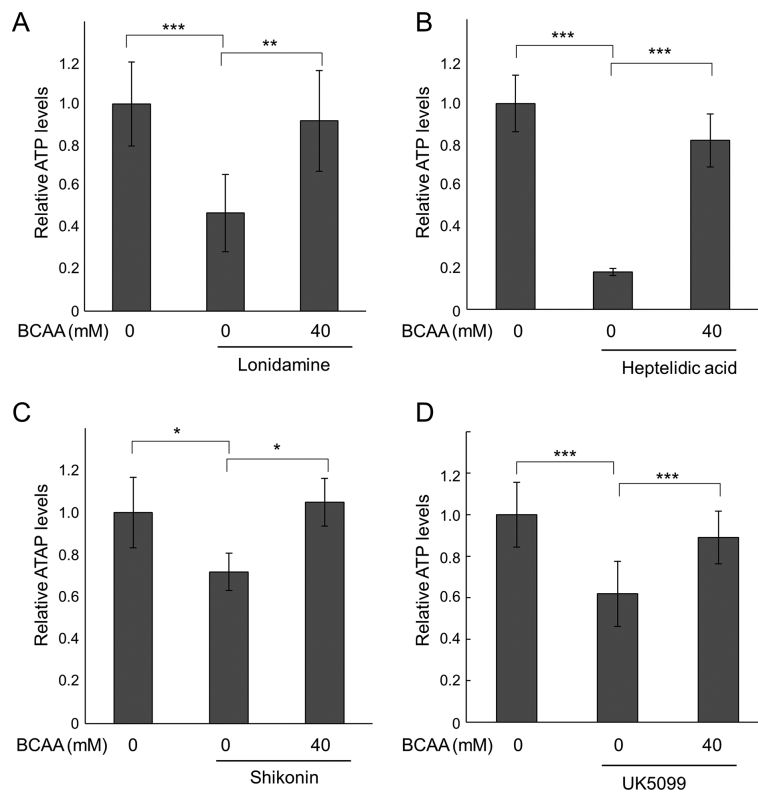 A
*** **
Relative ATP levels
1.2
1.0
0.8
0.6
0.4
0.2
0
BCAA (mM) 0 0 40
Lonidamine
B
*** ***
Relative ATP levels
1.2
1.0
0.8
0.6
0.4
0.2
0
BCAA (mM) 0 0 40
Heptelidic acid
C
* *
Relative ATAP levels
1.2
1.0
0.8
0.6
0.4
0.2
0
BCAA (mM) 0 0 40
Shikonin
D
*** ***
Relative ATP levels
1.2
1.0
0.8
0.6
0.4
0.2
0
BCAA (mM) 0 0 40
UK5099